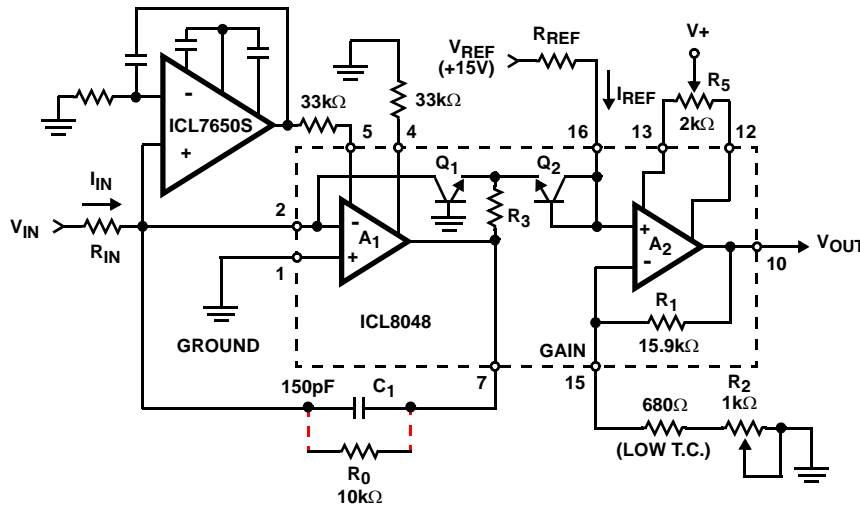 V+
VREF
(+15V)
RREF
R5
2kΩ
IREF
-
ICL7650S
+
33kΩ
33kΩ
5
4
16
13
12
IIN
VIN
RIN
Q1
Q2
R3
2
-
A1
+
1
+
A2
-
10
VOUT
R1
15.9kΩ
ICL8048
GROUND
GAIN
7
15
150pF
C1
R2
1kΩ
680Ω
(LOW T.C.)
R0
10kΩ